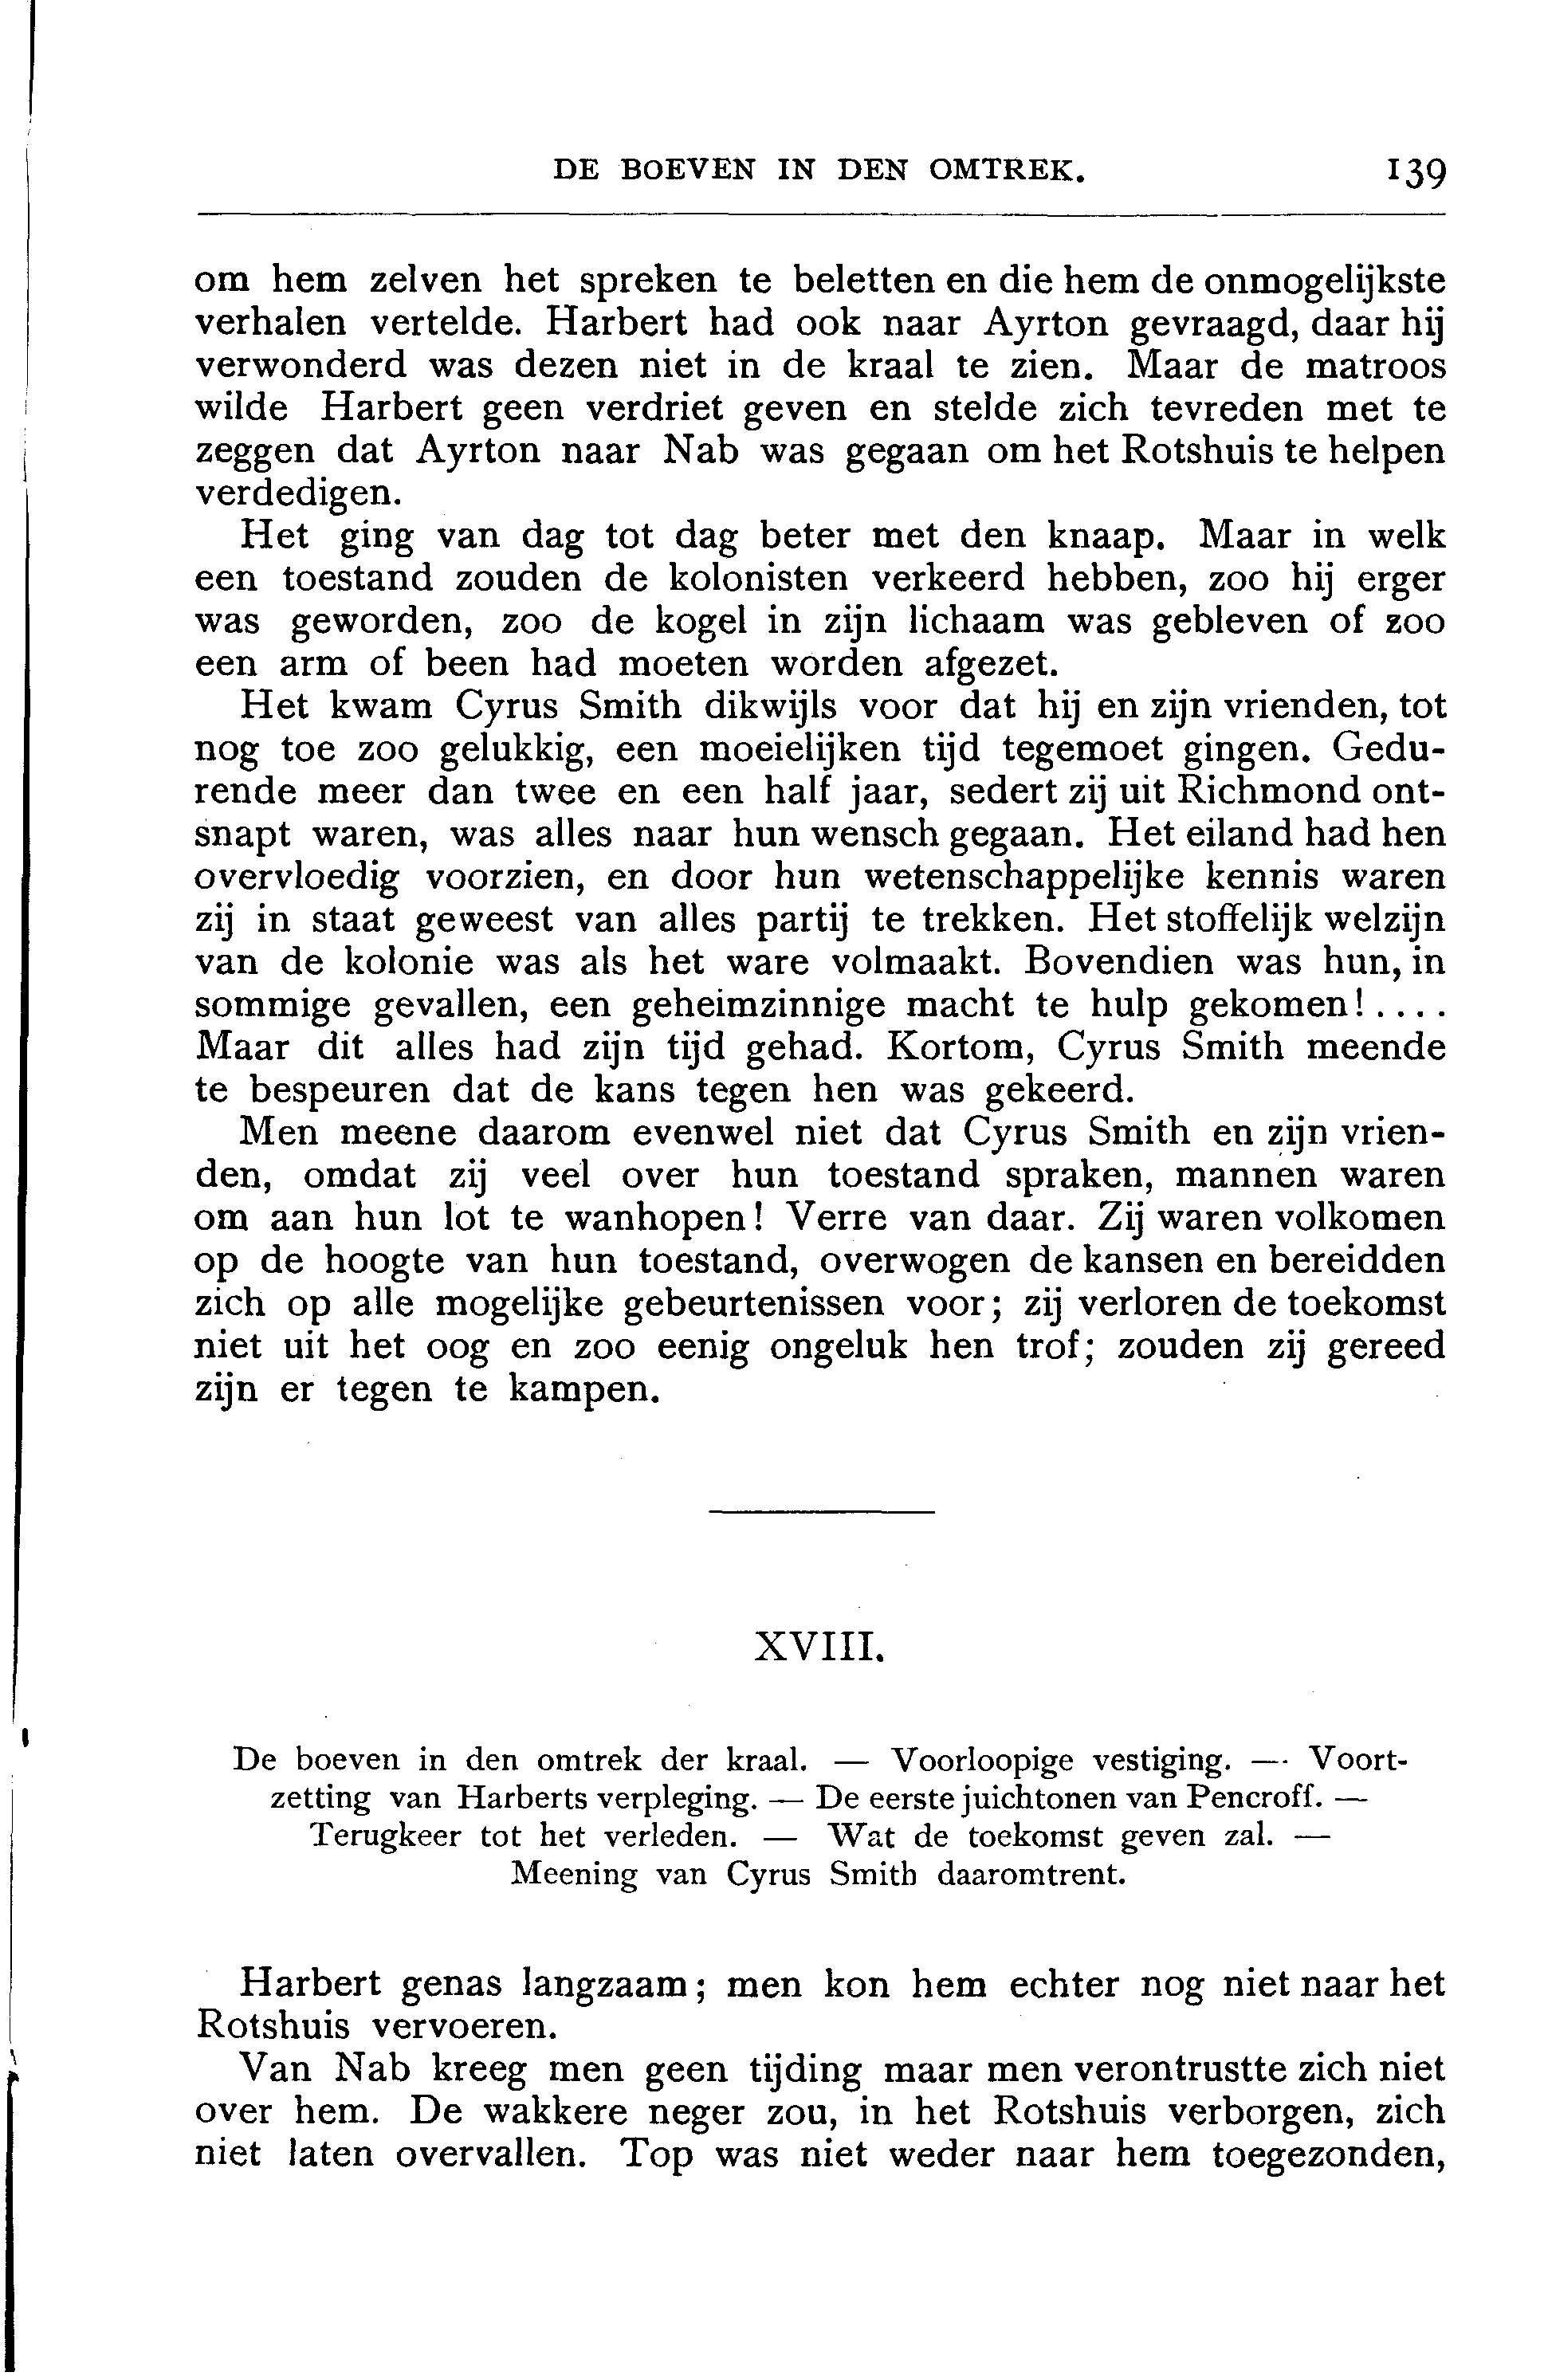 DE BOEVEN IN DEN OMTREK. 139
om hem zelven het spreken te beletten en die hem de onmogelijkste
verhalen vertelde. Harbert had ook naar Ayrton gevraagd, daar hij
verwonderd was dezen niet in de kraal te zien. Maar de matroos
wilde Harbert geen verdriet geven en stelde zich tevreden met te
zeggen dat Ayrton naar Nab was gegaan om het Rotshuis te helpen
verdedigen.
Het ging van dag tot dag beter met den knaap. Maar in welk
een toestand zouden de kolonisten verkeerd hebben, zoo hij erger
was geworden, zoo de kogel in zijn lichaam was gebleven of zoo
een arm of been had moeten worden afgezet.
Het kwam Cyrus Smith dikwijls voor dat hij en zijn vrienden, tot
nog toe zoo gelukkig, een moeielijken tijd tegemoet gingen. Gedu-
rende meer dan twee en een half jaar, sedert zij uit Richmond ont-
snapt waren, was alles naar hun wensch gegaan. Het eiland had hen
overvloedig voorzien, en door hun wetenschappelijke kennis waren
zij in staat geweest van alles partij te trekken. Het stoffelijk welzijn
van de kolonie was als het ware volmaakt. Bovendien was hun, in
sommige gevallen, een geheimzinnige macht te hulp gekomen!....
Maar dit alles had zijn tijd gehad. Kortom, Cyrus Smith meende
te bespeuren dat de kans tegen hen was gekeerd.
Men meene daarom evenwel niet dat Cyrus Smith en zijn vrien-
den, omdat zij veel over hun toestand spraken, mannen waren
om aan hun lot te wanhopen! Verre van daar. Zij waren volkomen
op de hoogte van hun toestand, overwogen de kansen en bereidden
zich op alle mogelijke gebeurtenissen voor; zij verloren de toekomst
niet uit het oog en zoo eenig ongeluk hen trof; zouden zij gereed
zijn er tegen te kampen.
XVIII.
De boeven in den omtrek der kraal. — Voorloopige vestiging. — Voort-
zetting van Harberts verpleging. — De eerste juichtonen van Pencroff. —
Terugkeer tot het verleden. — Wat de toekomst geven zal. —
Meening van Cyrus Smith daaromtrent.
Harbert genas langzaam; men kon hem echter nog niet naar het
Rotshuis vervoeren.
Van Nab kreeg men geen tijding maar men verontrustte zich niet
over hem. De wakkere neger zou, in het Rotshuis verborgen, zich
niet laten overvallen. Top was niet weder naar hem toegezonden,